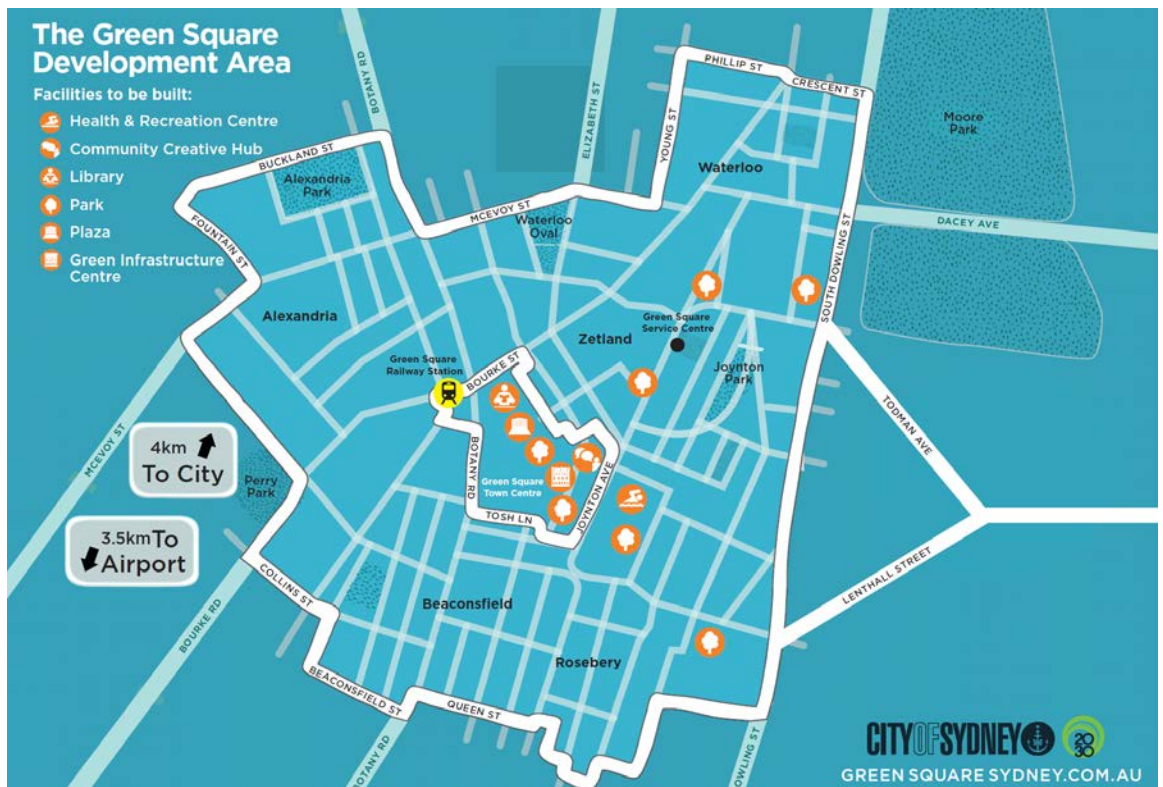 The Green Square
Development Area
Facilities to be built:
Health & Recreation Centre
Community Creative Hub
Library
Park
Plaza
Green Infrastructure
Centre
BOTANY RD
ELIZABETH ST
PHILLIP ST
CRESCENT ST
YOUNG ST
Moore
Park
BUCKLAND ST
Alexandria
Park
MCEVOY ST
Waterloo
Oval
Waterloo
DACEY AVE
FOUNTAIN ST
SOUTH DOWLING ST
Alexandria
Zetland
Green Square
Service Centre
Joynton
Park
Green Square
Railway Station
BOURKE ST
TODMAN AVE
MCEVOY ST
4km
To City
BOTANY RD
Green Square
Town Centre
JOYNTON AVE
Perry
Park
TOSH LN
3.5km To
Airport
LENTHALL STREET
COLLINS ST
Beaconsfield
BOURKE RD
Rosebery
BEACONSFIELD ST
QUEEN ST
BOTANY RD
OWLING ST
CITYOFSYDNEY
2030
GREEN SQUARE SYDNEY.COM.AU